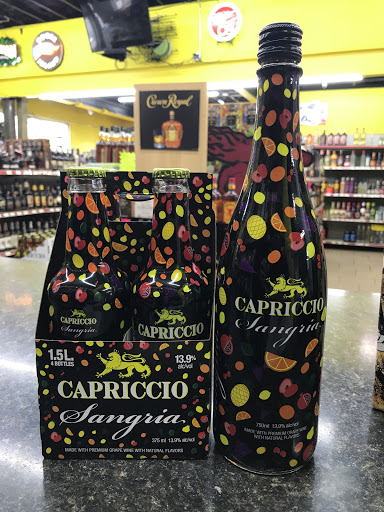 Crown Royal
CAPRICCIO
Sangria
CAPRICCIO
Sangria
1.5L
4 BOTTLES
13.9%
alc/vol
CAPRICCIO
Sangria
375 ml 13.9% alc/vol
MADE WITH PREMIUM GRAPE WINE WITH NATURAL FLAVORS
CAPRICCIO
Sangria
750ml 13.9% alc/vol
MADE WITH PREMIUM GRAPE WINE
WITH NATURAL FLAVORS